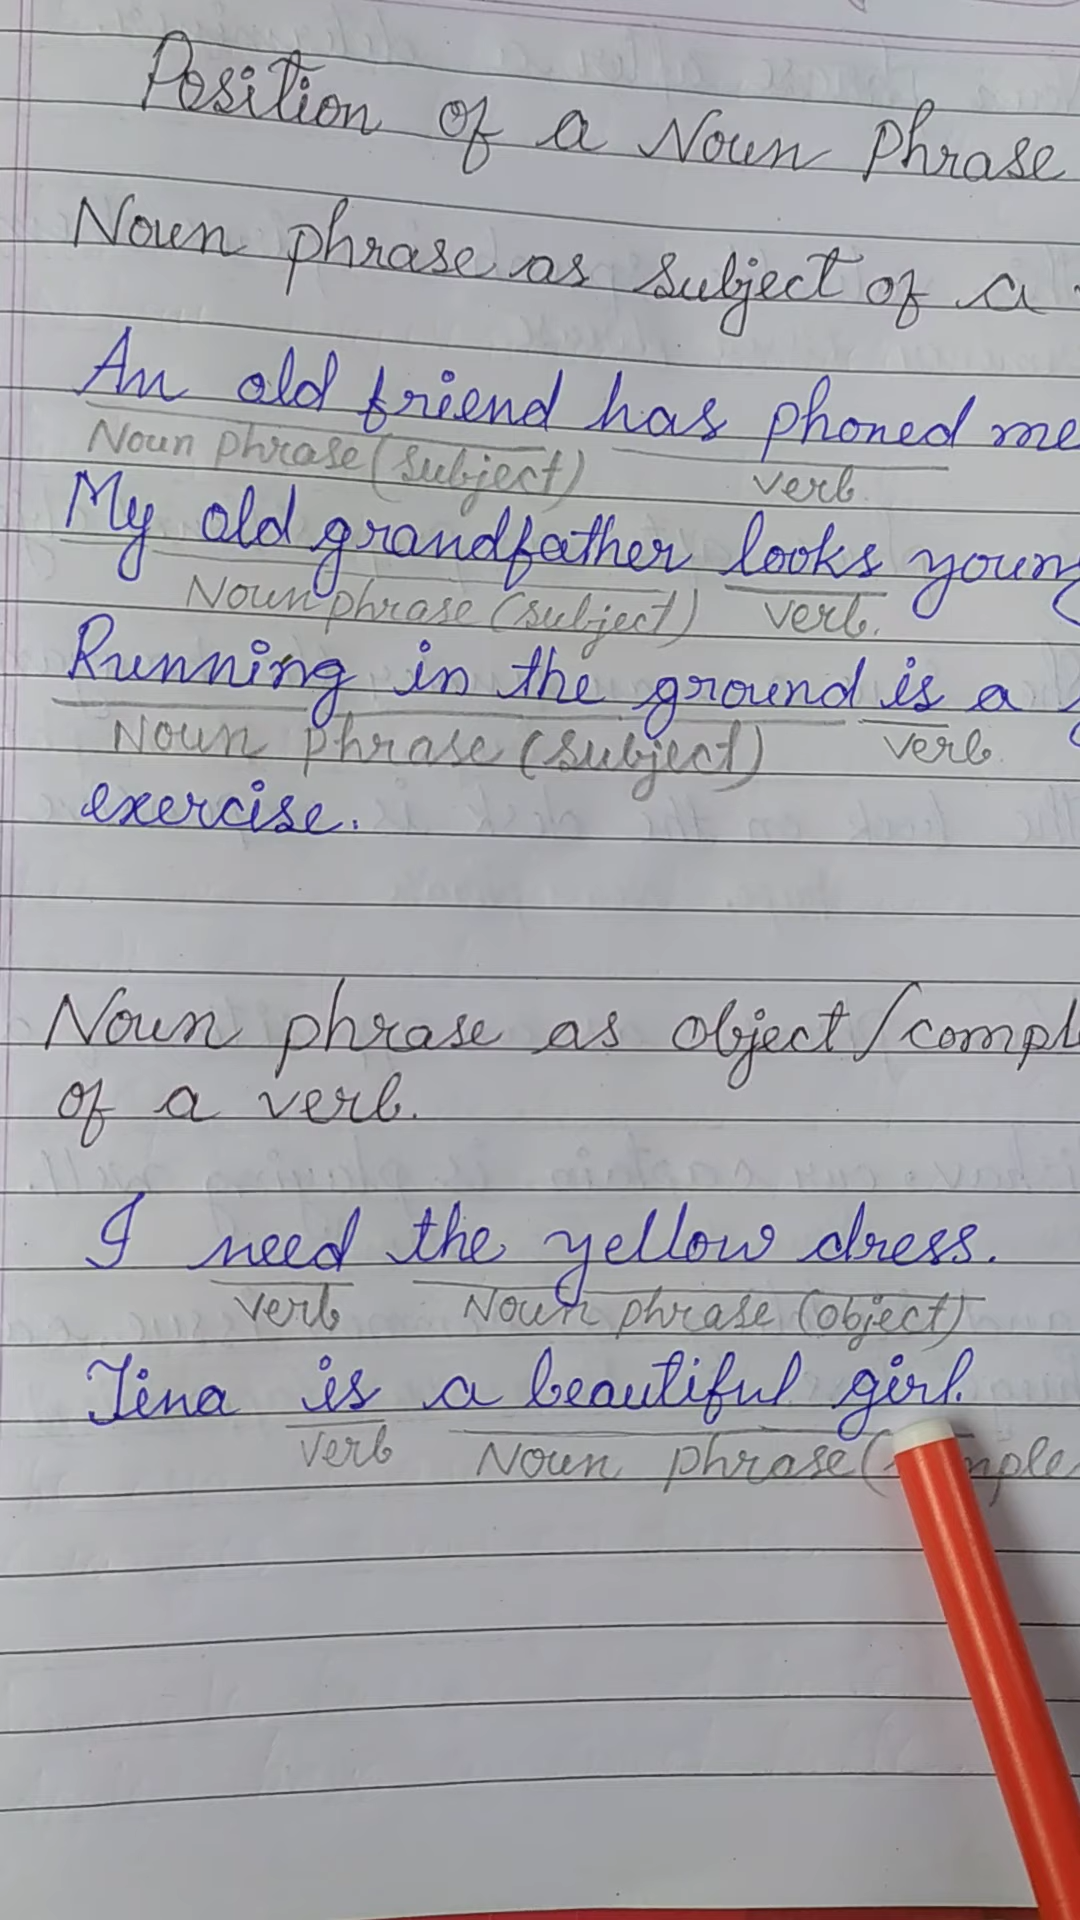 Position of a Noun Phrase
Noun phrase as subject of a
An old friend has phoned me
Noun phrase (subject) verb.
My old grandfather looks young
Noun phrase (subject) verb.
Running in the ground is a
Noun phrase (subject) verb.
exercise.
Noun phrase as object/compl
of a verb.
I need the yellow dress.
verb Noun phrase (object)
Tina is a beautiful girl.
verb Noun phrase (